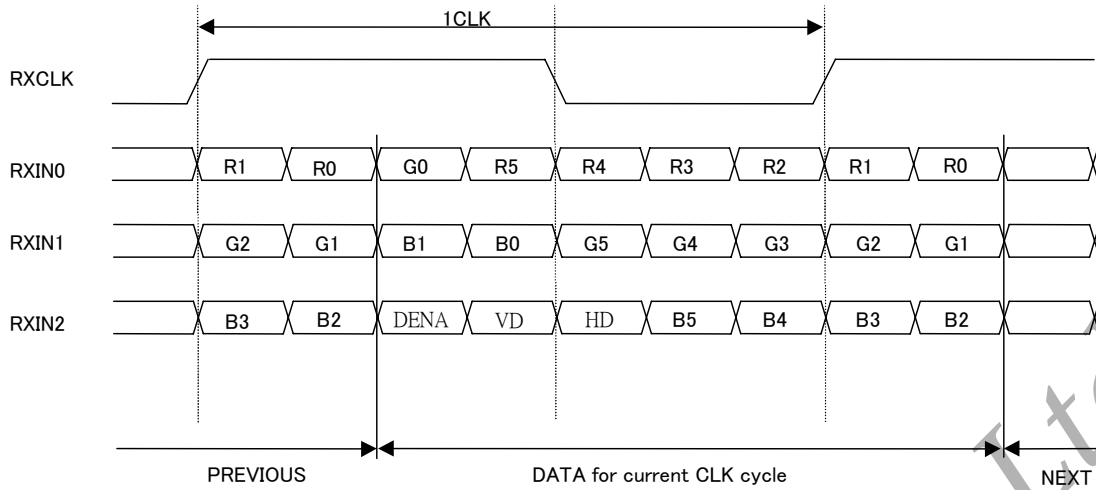 1CLK
RXCLK
RXIN0 R1 R0 G0 R5 R4 R3 R2 R1 R0
RXIN1 G2 G1 B1 B0 G5 G4 G3 G2 G1
RXIN2 B3 B2 DENA VD HD B5 B4 B3 B2
PREVIOUS DATA for current CLK cycle NEXT